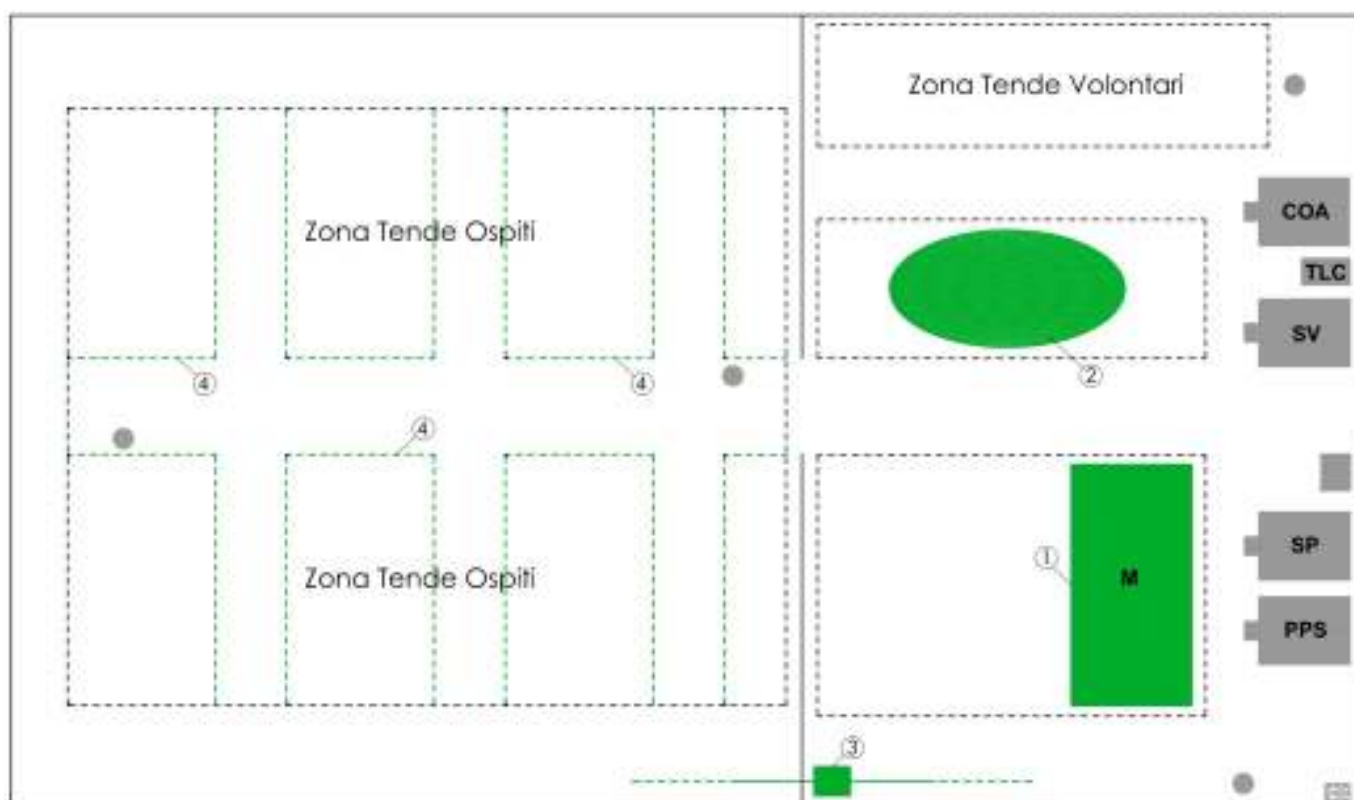 Zona Tende Volontari
COA
Zona Tende Ospiti
TLC
SV
④
④
②
④
SP
①
M
Zona Tende Ospiti
PPS
③